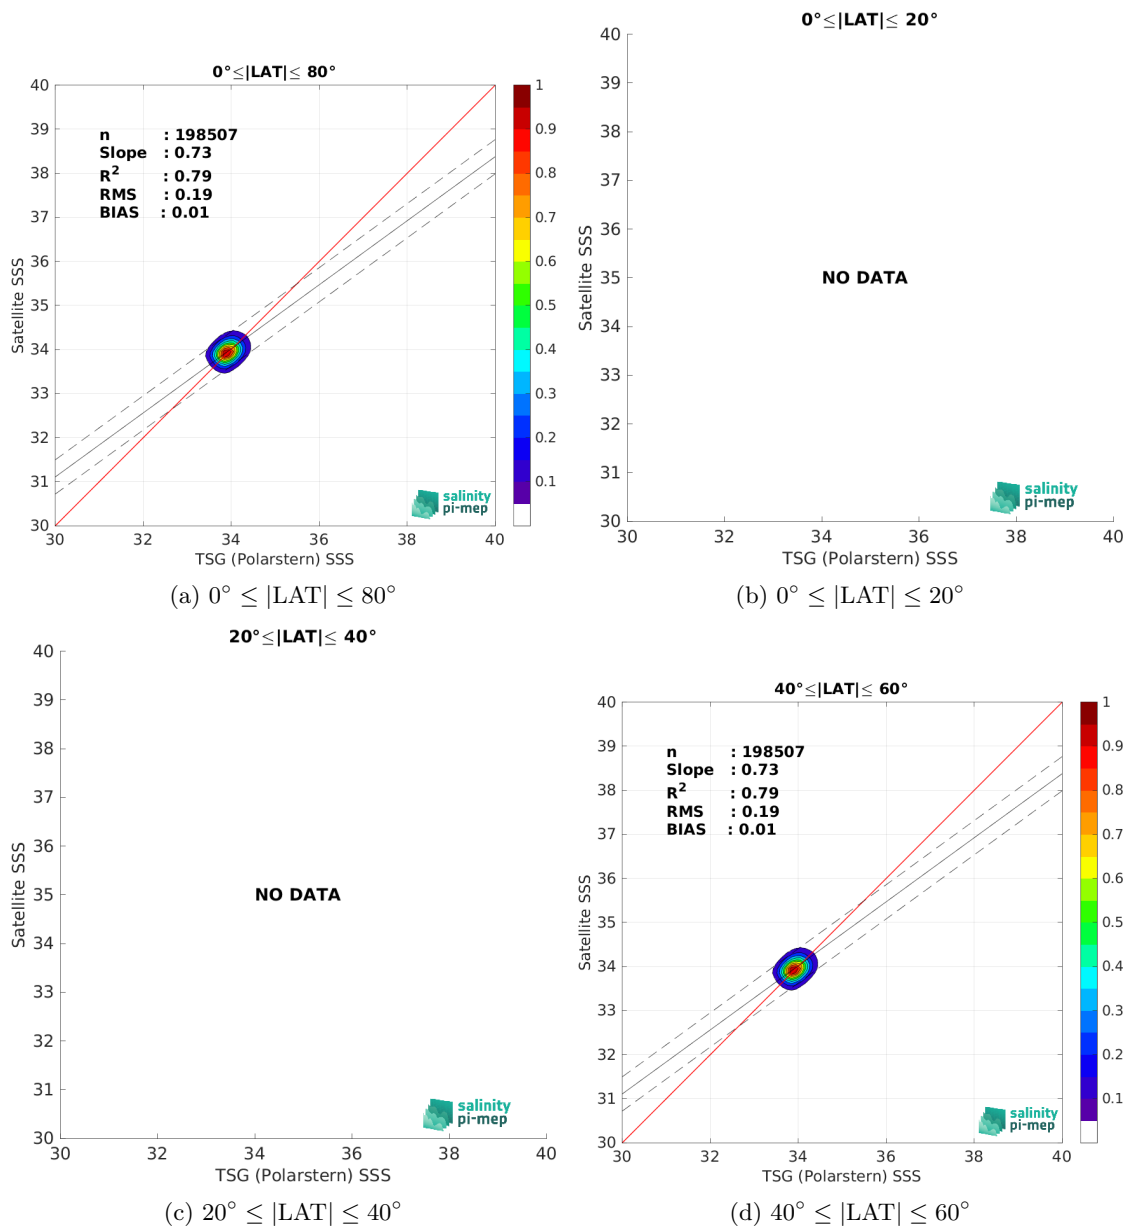 0°≤|LAT|≤ 80°
40
39
38
37
36
35
34
33
32
31
30
Satellite SSS
n : 198507
Slope : 0.73
R² : 0.79
RMS : 0.19
BIAS : 0.01
salinity
pi-mep
30 32 34 36 38 40
TSG (Polarstern) SSS
1
0.9
0.8
0.7
0.6
0.5
0.4
0.3
0.2
0.1
(a) 0° ≤ |LAT| ≤ 80°
0°≤|LAT|≤ 20°
40
39
38
37
36
35
34
33
32
31
30
Satellite SSS
NO DATA
salinity
pi-mep
30 32 34 36 38 40
TSG (Polarstern) SSS
(b) 0° ≤ |LAT| ≤ 20°
20°≤|LAT|≤ 40°
40
39
38
37
36
35
34
33
32
31
30
Satellite SSS
NO DATA
salinity
pi-mep
30 32 34 36 38 40
TSG (Polarstern) SSS
(c) 20° ≤ |LAT| ≤ 40°
40°≤|LAT|≤ 60°
40
39
38
37
36
35
34
33
32
31
30
Satellite SSS
n : 198507
Slope : 0.73
R² : 0.79
RMS : 0.19
BIAS : 0.01
salinity
pi-mep
30 32 34 36 38 40
TSG (Polarstern) SSS
1
0.9
0.8
0.7
0.6
0.5
0.4
0.3
0.2
0.1
(d) 40° ≤ |LAT| ≤ 60°